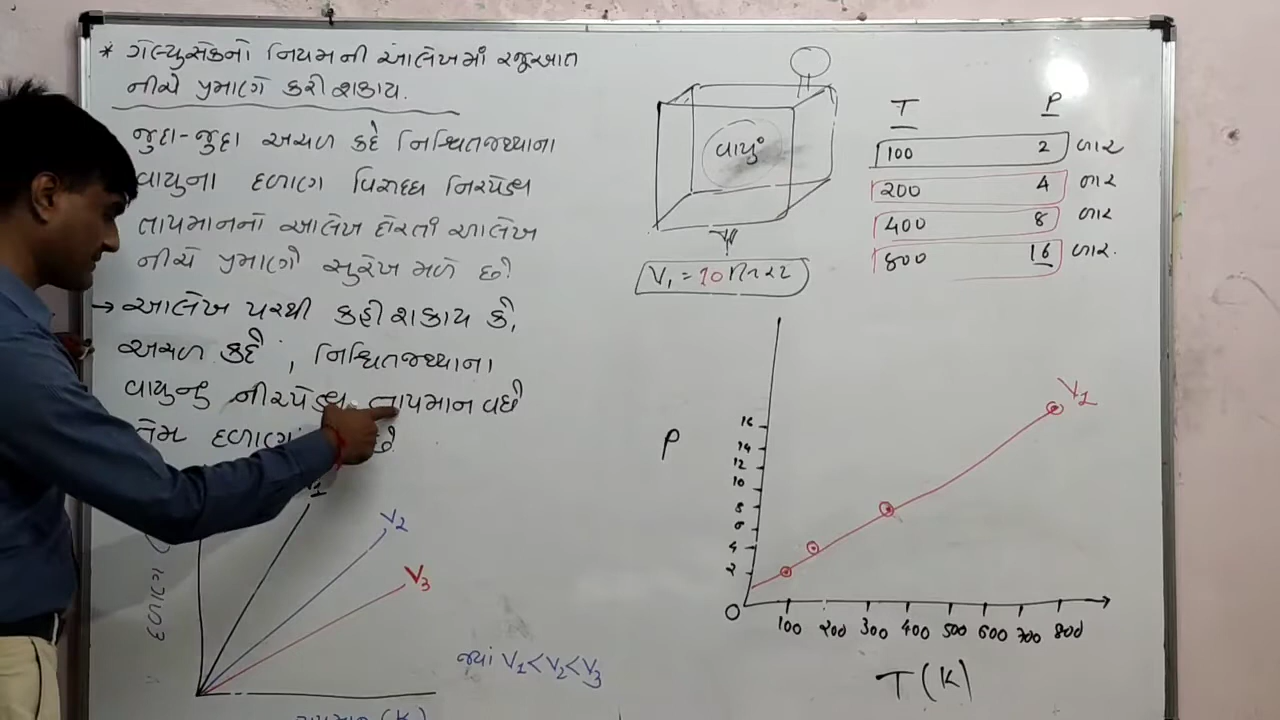 * ગેલ્યુસેકનો નિયમની આલેખમાં રજુઆત
નીચે પ્રમાણે કરી શકાય.
જુદા-જુદા અચળ કદે નિશ્ચિતજથ્થાના
વાયુના દબાણ વિરુધ્ધ નિરપેક્ષ
તાપમાનનો આલેખ દોરતાં આલેખ
નીચે પ્રમાણે સુરેખ મળે છે.
→ આલેખ પરથી કહી શકાય કે,
અચળ કદે, નિશ્ચિતજથ્થાના
વાયુનુ નીરપેક્ષ તાપમાન વધે
તેમ છે.
V2
V3
દબાણ
જ્યાં V1<V2<V3
વાયુ
V1 = 10 લિટર
T P
100 2 બાર
200 4 બાર
400 8 બાર
800 16 બાર.
V1
P
16
14
12
10
8
6
4
2
0
100 200 300 400 500 600 700 800
T (K)